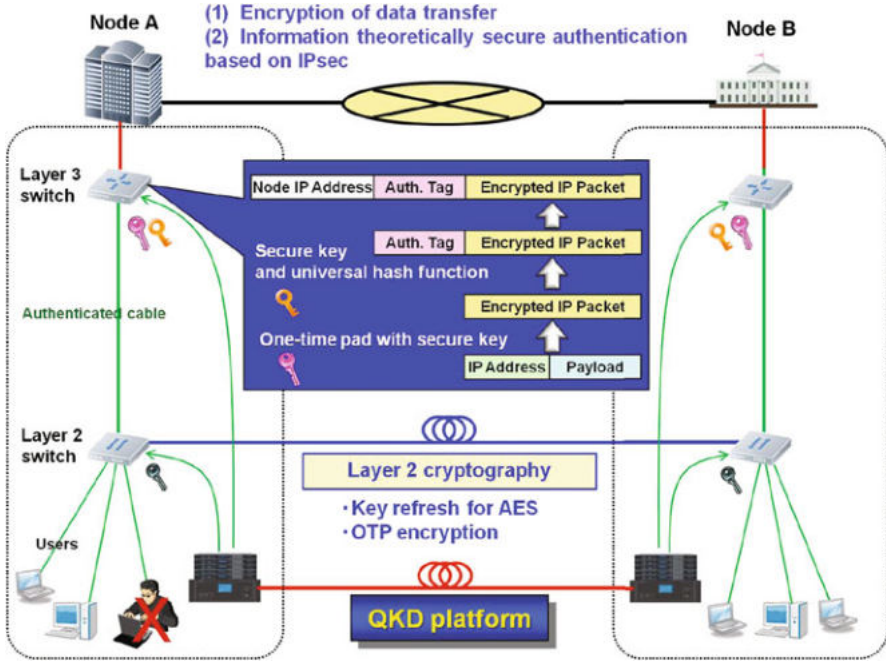 Node A
(1) Encryption of data transfer
(2) Information theoretically secure authentication
based on IPsec
Node B
Layer 3
switch
Node IP Address
Auth. Tag
Encrypted IP Packet
Auth. Tag
Encrypted IP Packet
Secure key
and universal hash function
Encrypted IP Packet
Authenticated cable
One-time pad with secure key
IP Address
Payload
Layer 2
switch
Layer 2 cryptography
・Key refresh for AES
・OTP encryption
Users
QKD platform